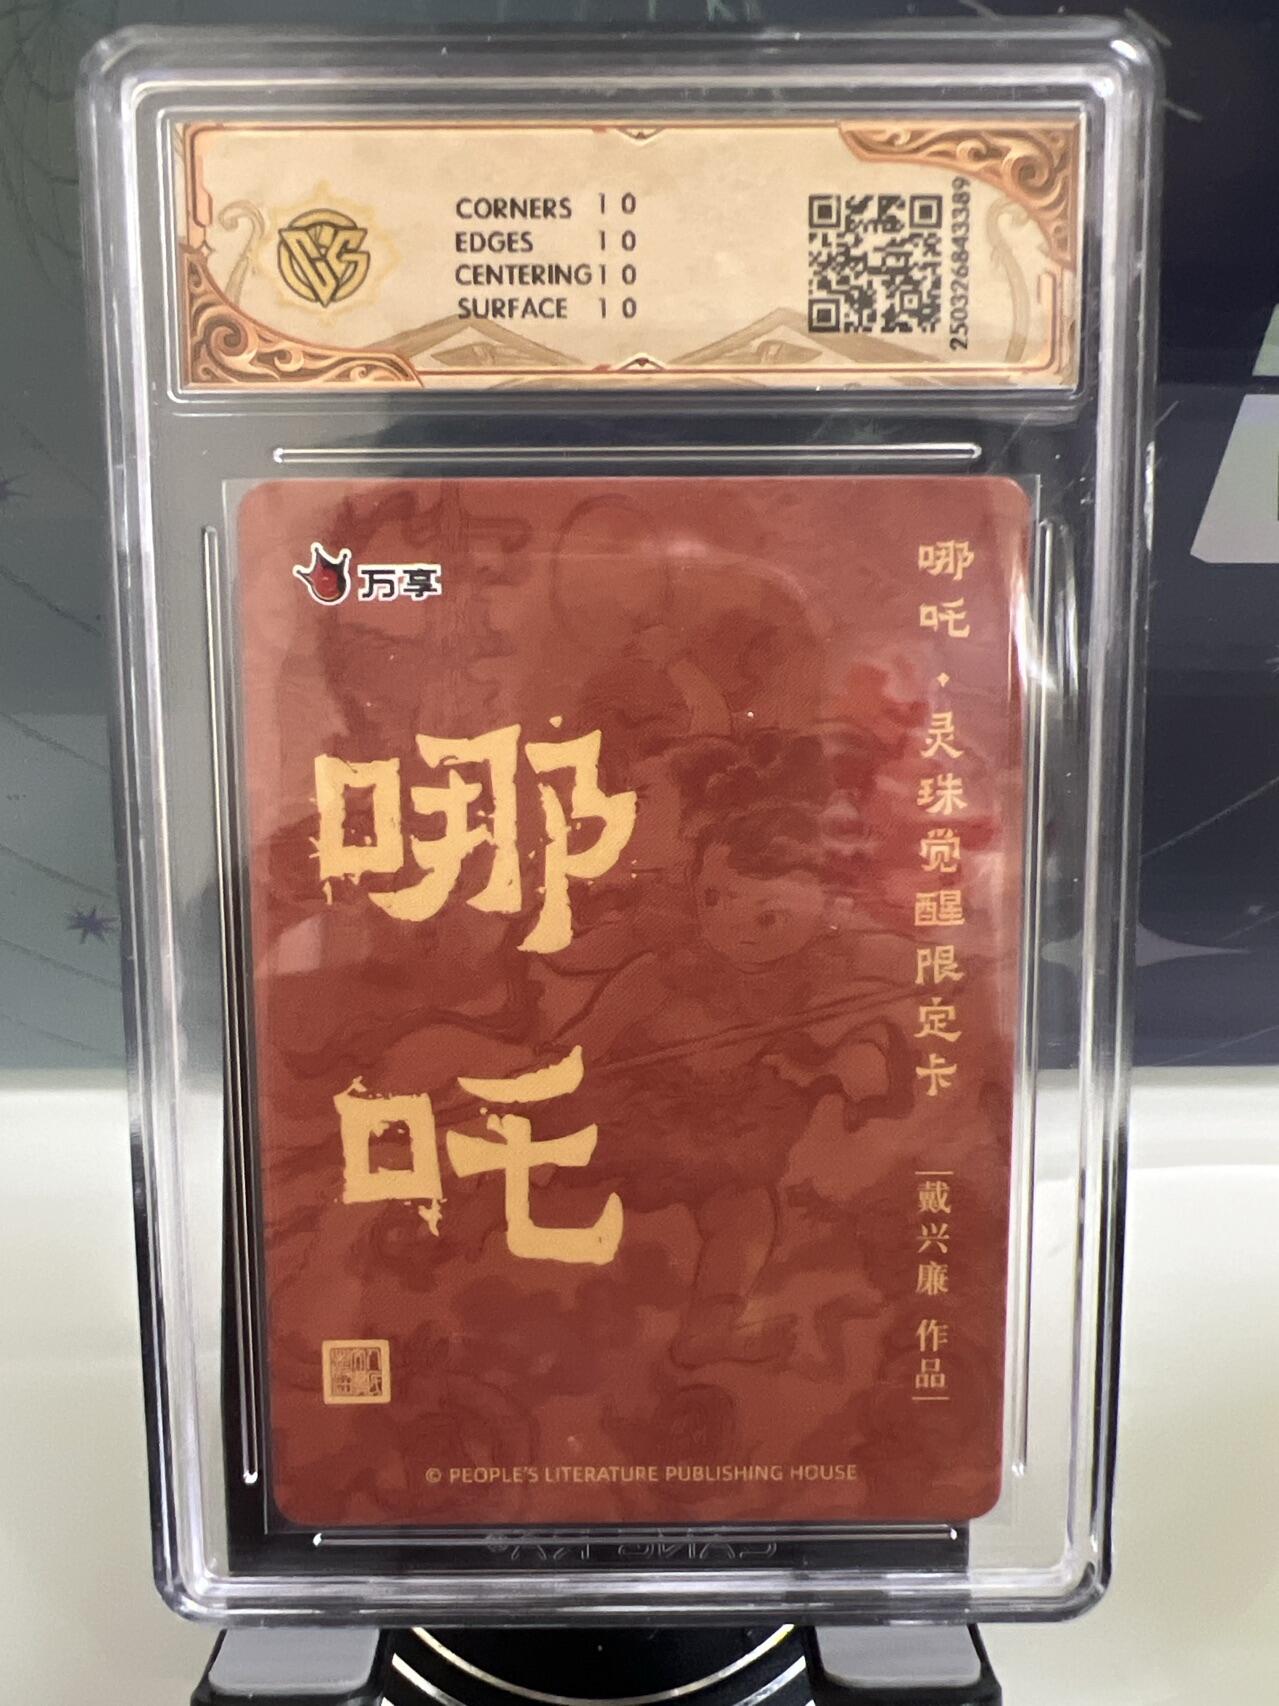 CORNERS 10
EDGES 10
CENTERING 10
SURFACE 10
250326843389
万享
哪吒
哪吒·灵珠觉醒限定卡
戴兴廉 作品
© PEOPLE'S LITERATURE PUBLISHING HOUSE